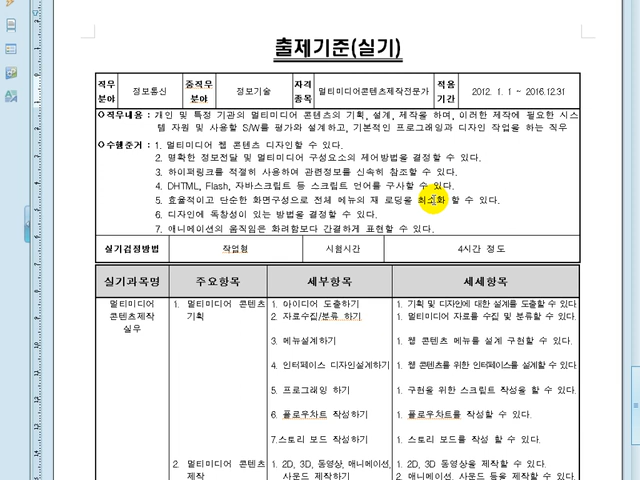 출제기준(실기)
직무 분야 정보통신 중직무 분야 정보기술 자격 종목 멀티미디어콘텐츠제작전문가 적용 기간 2012. 1. 1 ~ 2016.12.31
O직무내용 : 개인 및 특정 기관의 멀티미디어 콘텐츠의 기획, 설계, 제작을 하며, 이러한 제작에 필요한 시스
템 자원 및 사용할 S/W를 평가와 설계하고, 기본적인 프로그래밍과 디자인 작업을 하는 직무
O수행준거 : 1. 멀티미디어 웹 콘텐츠 디자인할 수 있다.
2. 명확한 정보전달 및 멀티미디어 구성요소의 제어방법을 결정할 수 있다.
3. 하이퍼링크를 적절히 사용하여 관련정보를 신속히 참조할 수 있다.
4. DHTML, Flash, 자바스크립트 등 스크립트 언어를 구사할 수 있다.
5. 효율적이고 단순한 화면구성으로 전체 메뉴의 재 로딩을 최소화 할 수 있다.
6. 디자인에 독창성이 있는 방법을 결정할 수 있다.
7. 애니메이션의 움직임은 화려함보다 간결하게 표현할 수 있다.
실기검정방법 작업형 시험시간 4시간 정도
실기과목명 주요항목 세부항목 세세항목
멀티미디어 1. 멀티미디어 콘텐츠 1. 아이디어 도출하기 1. 기획 및 디자인에 대한 설계를 도출할 수 있다.
콘텐츠제작 기획 2. 자료수집/분류 하기 1. 멀티미디어 자료를 수집 및 분류할 수 있다.
실무
3. 메뉴설계하기 1. 웹 콘텐츠 메뉴를 설계 구현할 수 있다.
4. 인터페이스 디자인설계하기 1. 웹 콘텐츠를 위한 인터페이스를 설계할 수 있다.
5. 프로그래밍 하기 1. 구현을 위한 스크립트 작성을 할 수 있다.
6. 플로우차트 작성하기 1. 플로우차트를 작성할 수 있다.
7.스토리 보드 작성하기 1. 스토리 보드를 작성 할 수 있다.
2. 멀티미디어 콘텐츠 1. 2D, 3D, 동영상, 애니메이션, 1. 2D, 3D 동영상을 제작할 수 있다.
제작 사운드 제작하기 2. 애니메이션, 사운드 등을 제작할 수 있다.